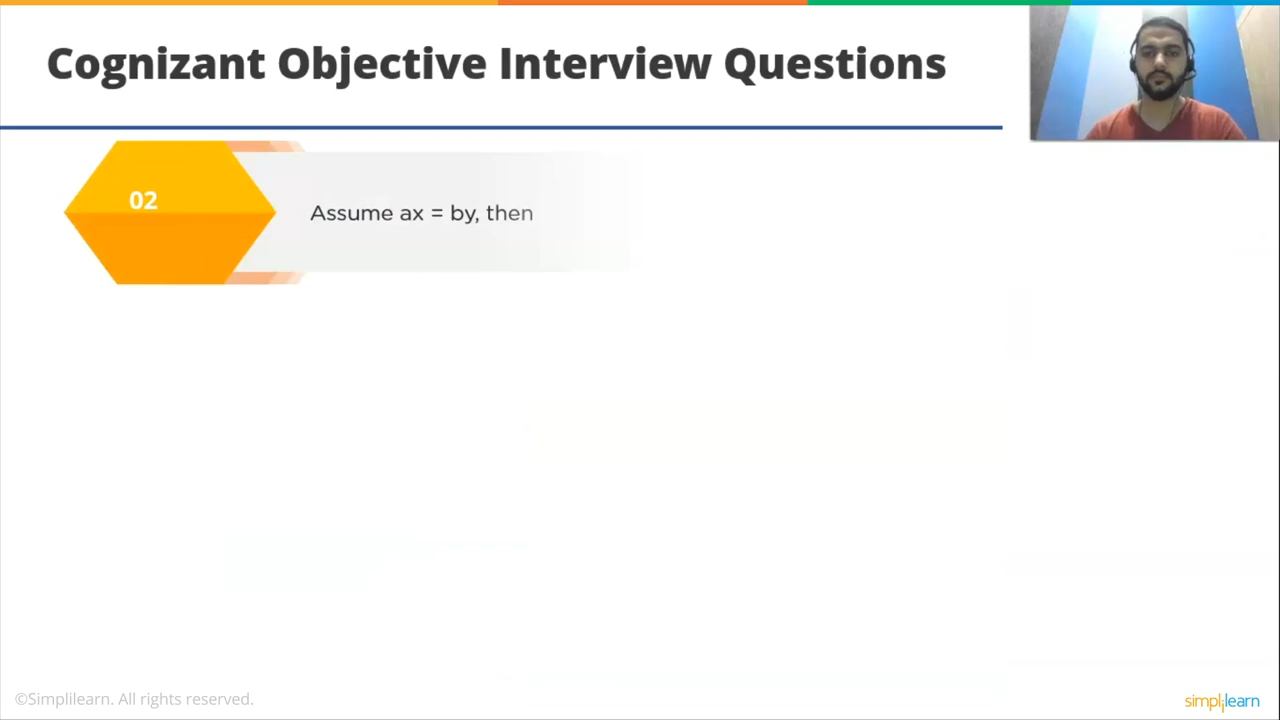 Cognizant Objective Interview Questions
02
Assume ax = by, then
©Simplilearn. All rights reserved.
simplilearn